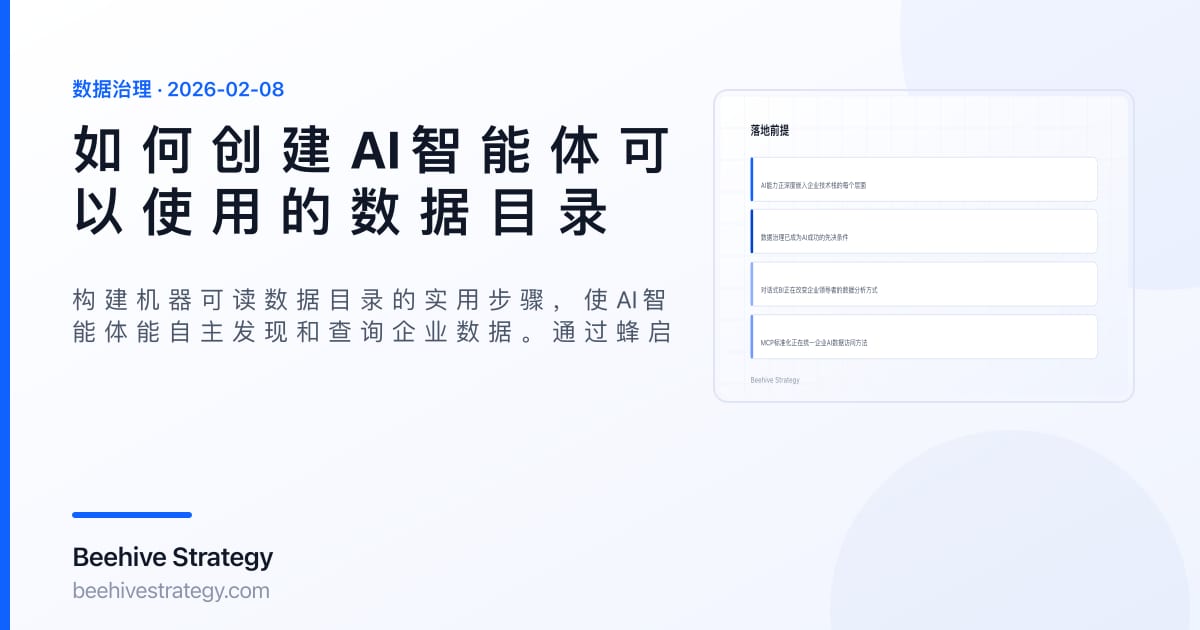 数据治理 · 2026-02-08
如何创建AI智能体可
以使用的数据目录
构建机器可读数据目录的实用步骤，使AI智
能体能自主发现和查询企业数据。通过蜂启
落地前提
AI能力正深度嵌入企业技术栈的每个层面
数据治理已成为AI成功的先决条件
对话式BI正在改变企业领导者的数据分析方式
MCP标准化正在统一企业AI数据访问方法
Beehive Strategy
Beehive Strategy
beehivestrategy.com